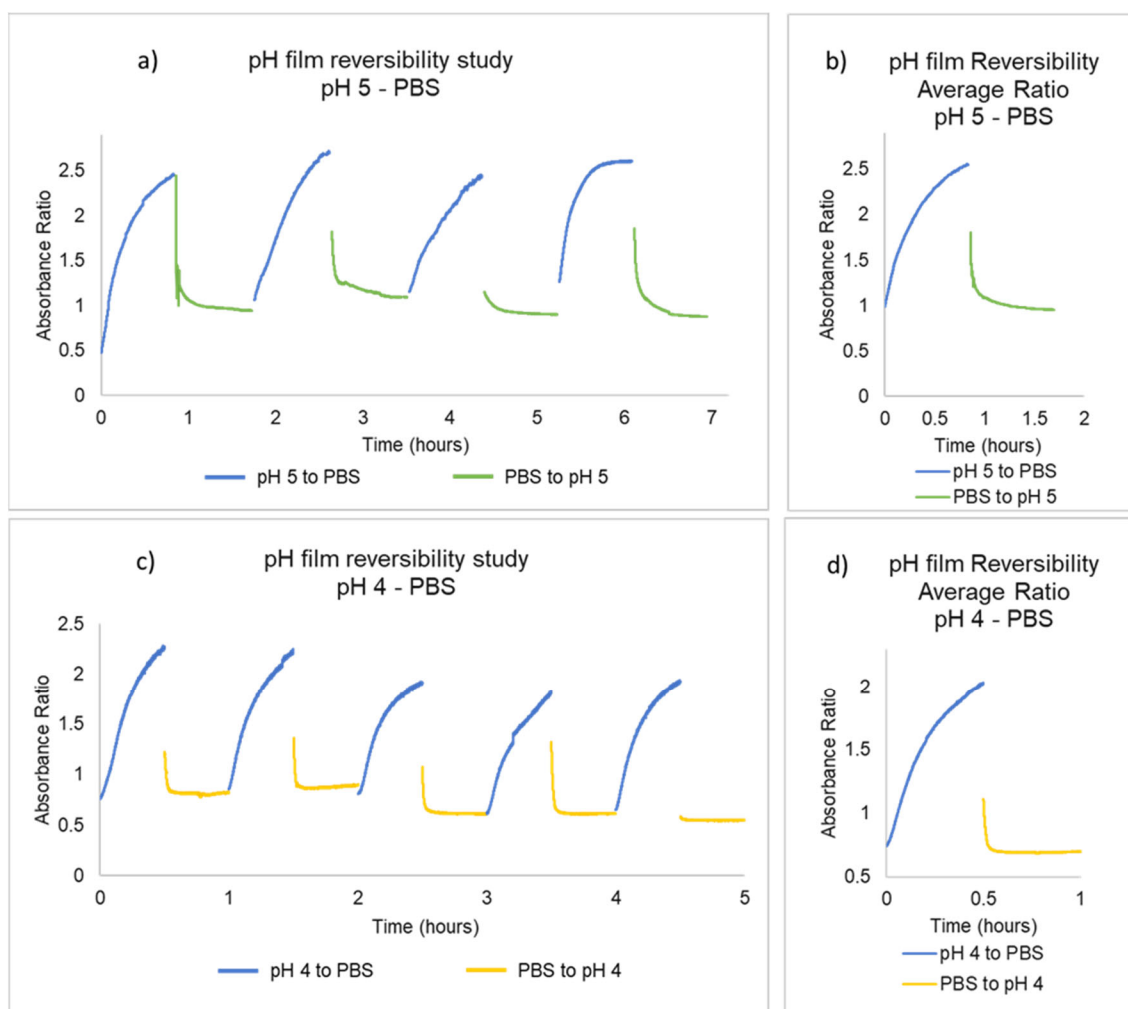 a)
pH film reversibility study
pH 5 - PBS
Absorbance Ratio
2.5
2
1.5
1
0.5
0
0 1 2 3 4 5 6 7
Time (hours)
pH 5 to PBS PBS to pH 5
b)
pH film Reversibility
Average Ratio
pH 5 - PBS
Absorbance Ratio
2.5
2
1.5
1
0.5
0
0 0.5 1 1.5 2
Time (hours)
pH 5 to PBS
PBS to pH 5
c)
pH film reversibility study
pH 4 - PBS
Absorbance Ratio
2.5
2
1.5
1
0.5
0
0 1 2 3 4 5
Time (hours)
pH 4 to PBS PBS to pH 4
d)
pH film Reversibility
Average Ratio
pH 4 - PBS
Absorbance Ratio
2
1.5
1
0.5
0 0.5 1
Time (hours)
pH 4 to PBS
PBS to pH 4